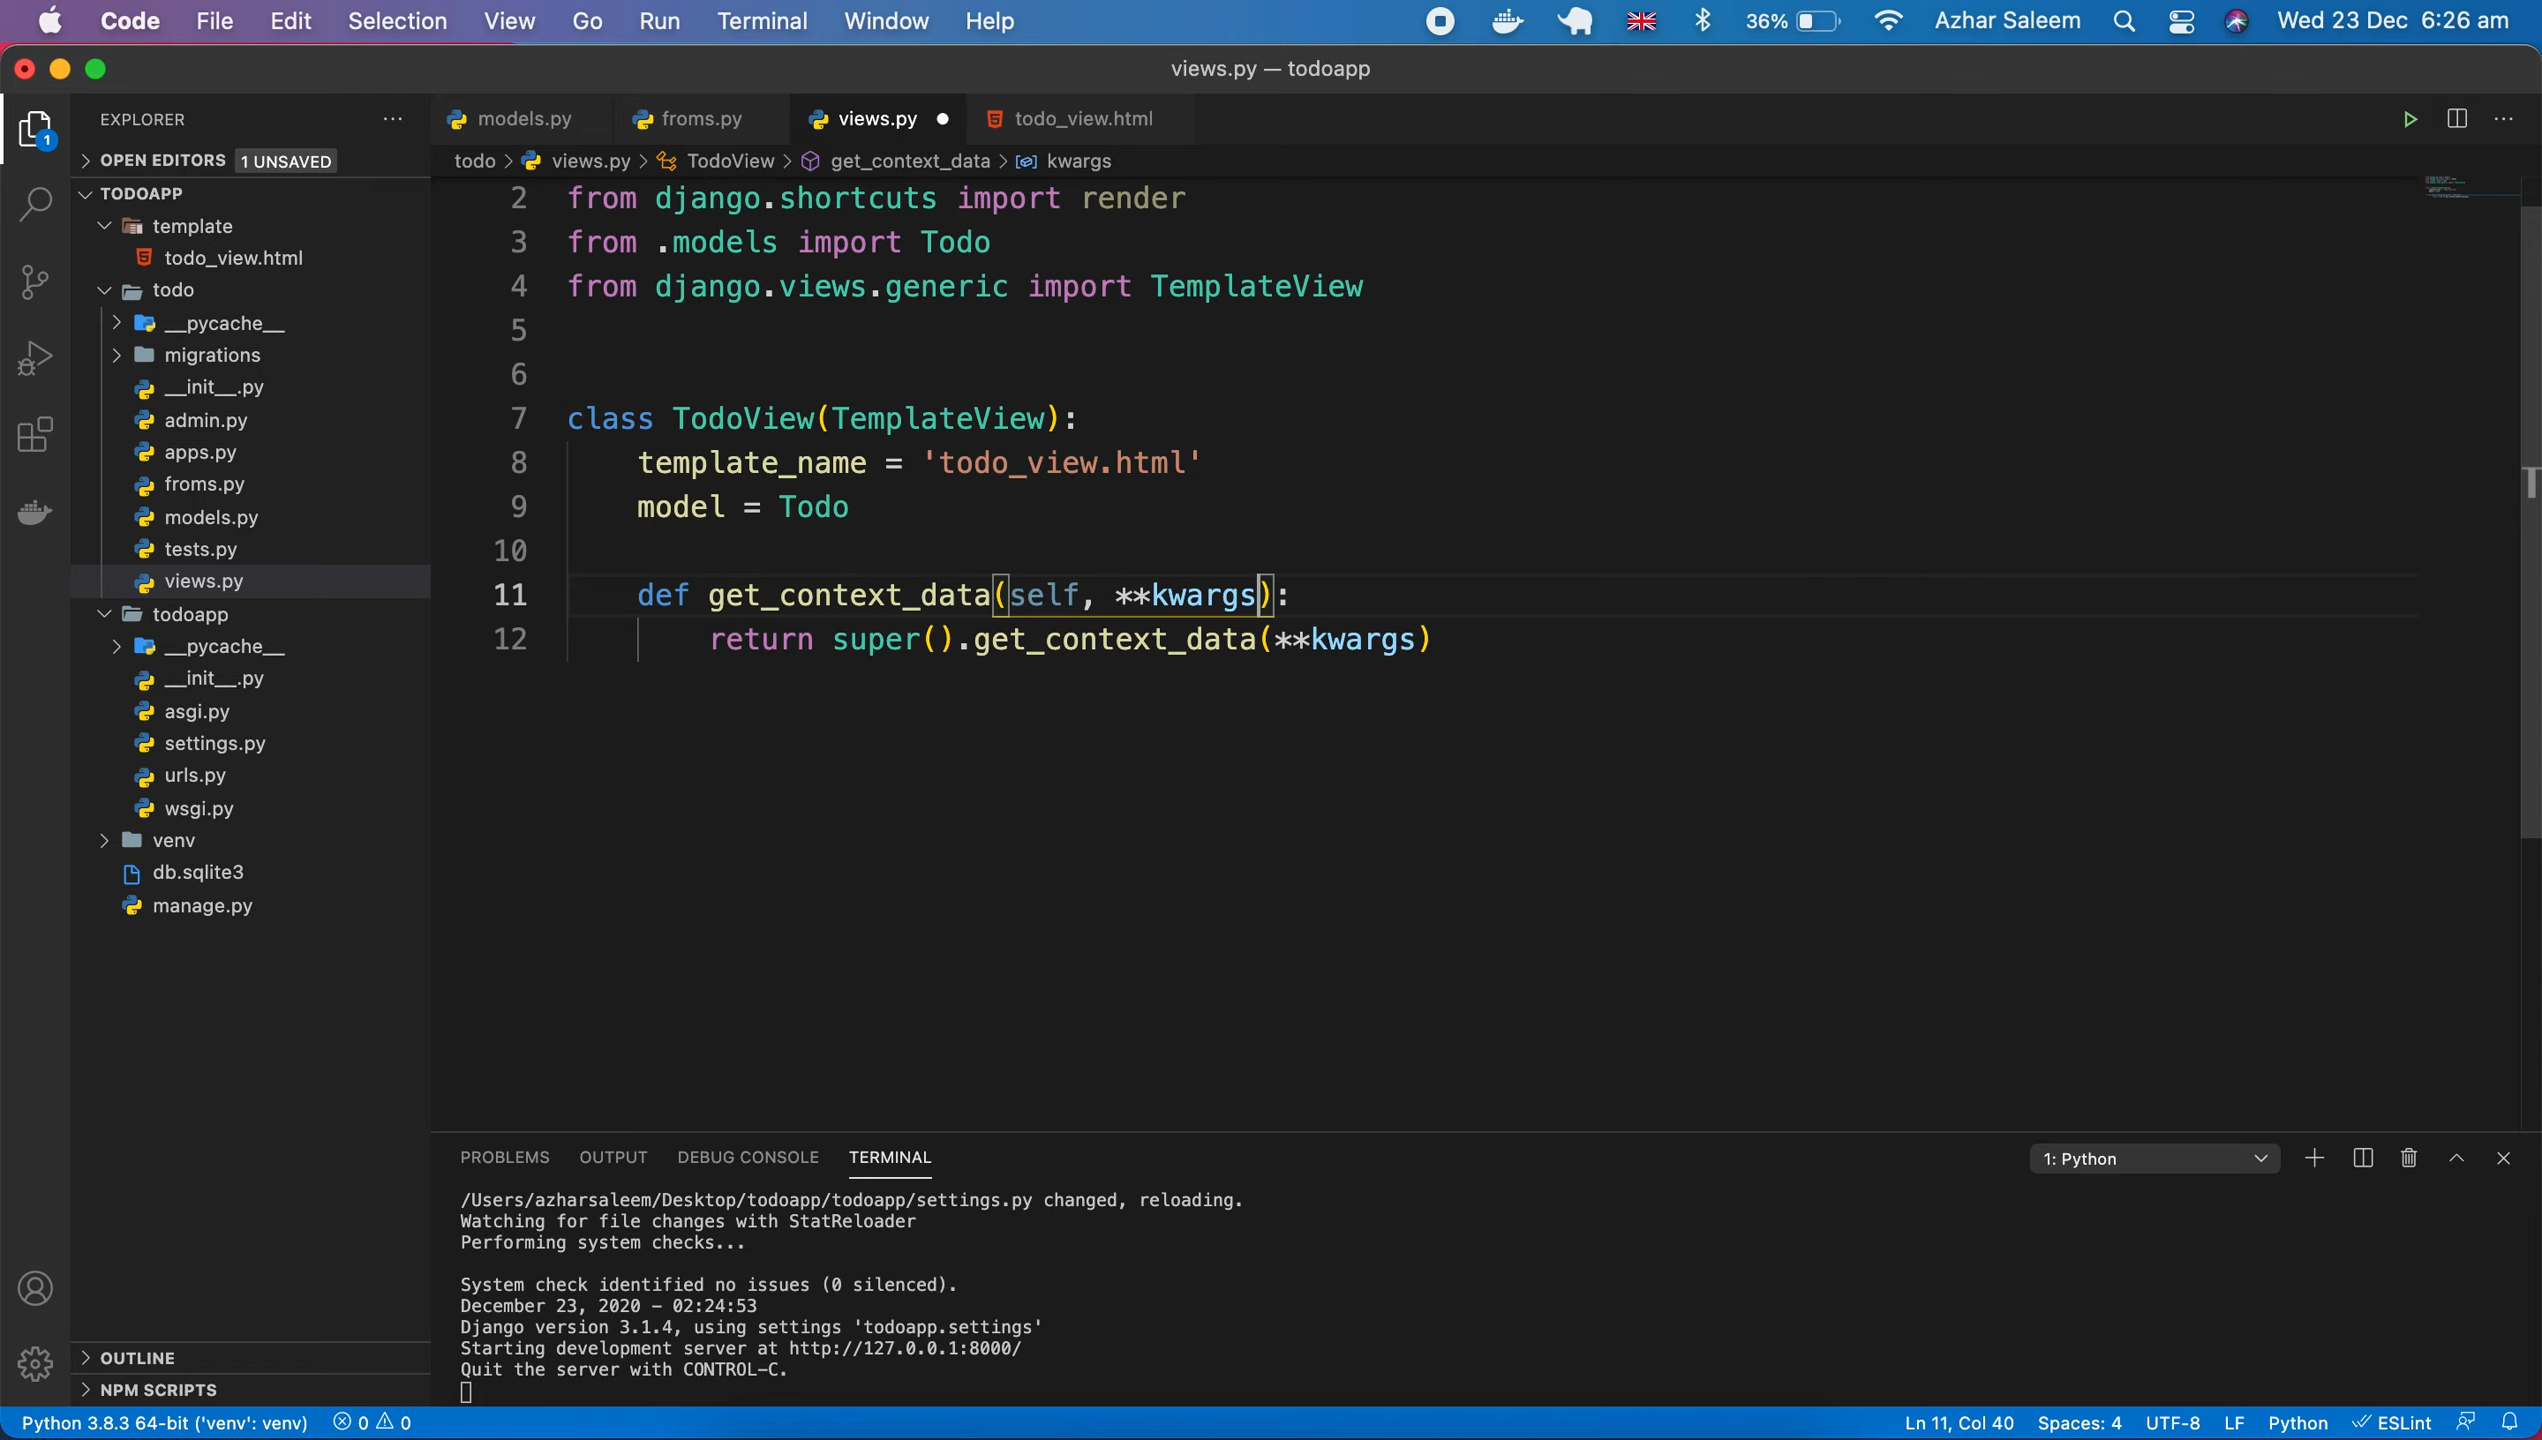 Code File Edit Selection View Go Run Terminal Window Help 36% Azhar Saleem Wed 23 Dec 6:26 am
views.py — todoapp
EXPLORER
OPEN EDITORS 1 UNSAVED
TODOAPP
template
todo_view.html
todo
__pycache__
migrations
__init__.py
admin.py
apps.py
froms.py
models.py
tests.py
views.py
todoapp
__pycache__
__init__.py
asgi.py
settings.py
urls.py
wsgi.py
venv
db.sqlite3
manage.py
OUTLINE
NPM SCRIPTS
1
models.py froms.py views.py todo_view.html
todo > views.py > TodoView > get_context_data > kwargs
2 from django.shortcuts import render
3 from .models import Todo
4 from django.views.generic import TemplateView
5
6
7 class TodoView(TemplateView):
8 template_name = 'todo_view.html'
9 model = Todo
10
11 def get_context_data(self, **kwargs):
12 return super().get_context_data(**kwargs)
PROBLEMS OUTPUT DEBUG CONSOLE TERMINAL 1: Python
/Users/azharsaleem/Desktop/todoapp/todoapp/settings.py changed, reloading.
Watching for file changes with StatReloader
Performing system checks...
System check identified no issues (0 silenced).
December 23, 2020 - 02:24:53
Django version 3.1.4, using settings 'todoapp.settings'
Starting development server at http://127.0.0.1:8000/
Quit the server with CONTROL-C.
Python 3.8.3 64-bit ('venv': venv) 0 0 Ln 11, Col 40 Spaces: 4 UTF-8 LF Python ESLint